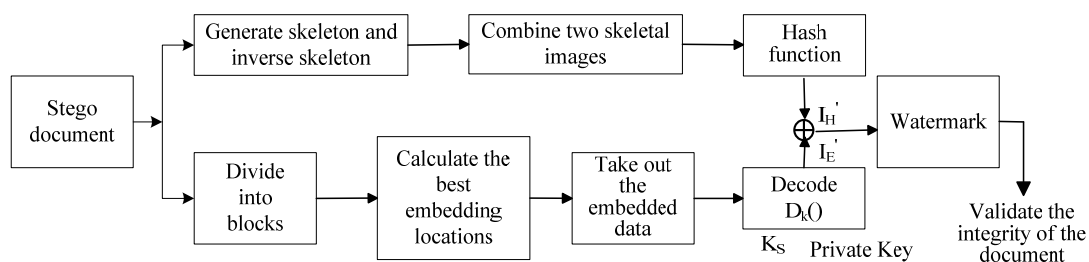 Stego
document
Generate skeleton and
inverse skeleton
Combine two skeletal
images
Hash
function
I_H'
I_E'
Watermark
Divide
into
blocks
Calculate the
best
embedding
locations
Take out
the
embedded
data
Decode
D_k()
K_S Private Key
Validate the
integrity of the
document